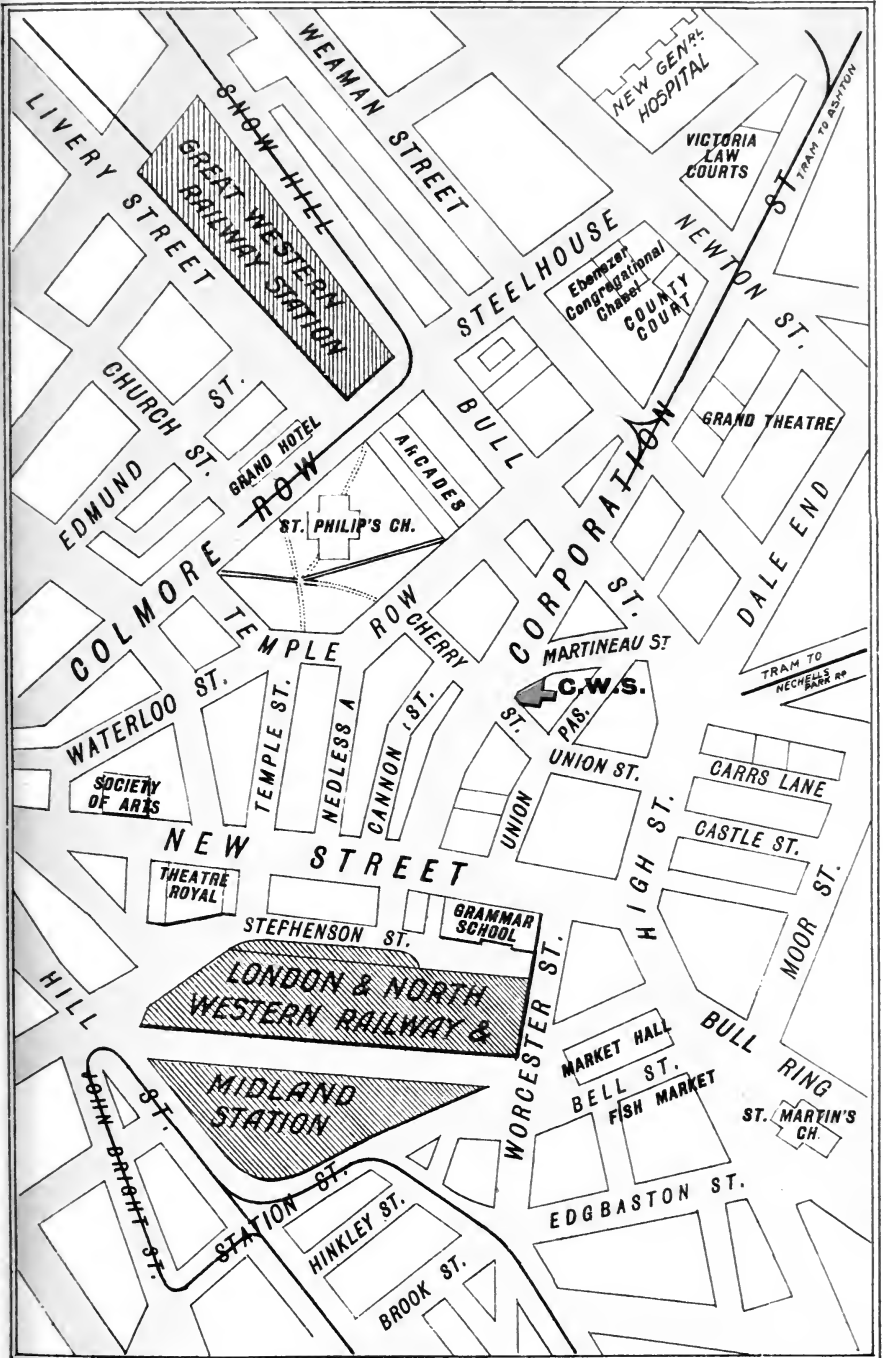 WEAMAN STREET
SNOW HILL
LIVERY STREET
GREAT WESTERN
RAILWAY STATION
NEW GENRL
HOSPITAL
VICTORIA
LAW
COURTS
TRAM TO ASHTON
STEELHOUSE
NEWTON ST.
Ebenezer
Congregational
Chapel
COUNTY
COURT
CHURCH ST.
EDMUND ST.
GRAND HOTEL
ARCADES
BULL ST.
GRAND THEATRE
COLMORE ROW
ST. PHILIP'S CH.
CORPORATION ST.
DALE END
TEMPLE ROW
CHERRY ST.
MARTINEAU ST
C.W.S.
TRAM TO
NECHELLS
PARK RD
WATERLOO ST.
TEMPLE ST.
NEDLESS A
CANNON ST.
UNION PAS.
UNION ST.
UNION ST.
CARRS LANE
CASTLE ST.
HIGH ST.
MOOR ST.
SOCIETY
OF ARTS
NEW STREET
THEATRE
ROYAL
GRAMMAR
SCHOOL
STEPHENSON ST.
LONDON & NORTH
WESTERN RAILWAY &
MIDLAND
STATION
WORCESTER ST.
HILL ST.
JOHN BRIGHT ST.
STATION ST.
HINKLEY ST.
BROOK ST.
MARKET HALL
BELL ST.
FISH MARKET
BULL RING
ST. MARTIN'S
CH.
EDGBASTON ST.